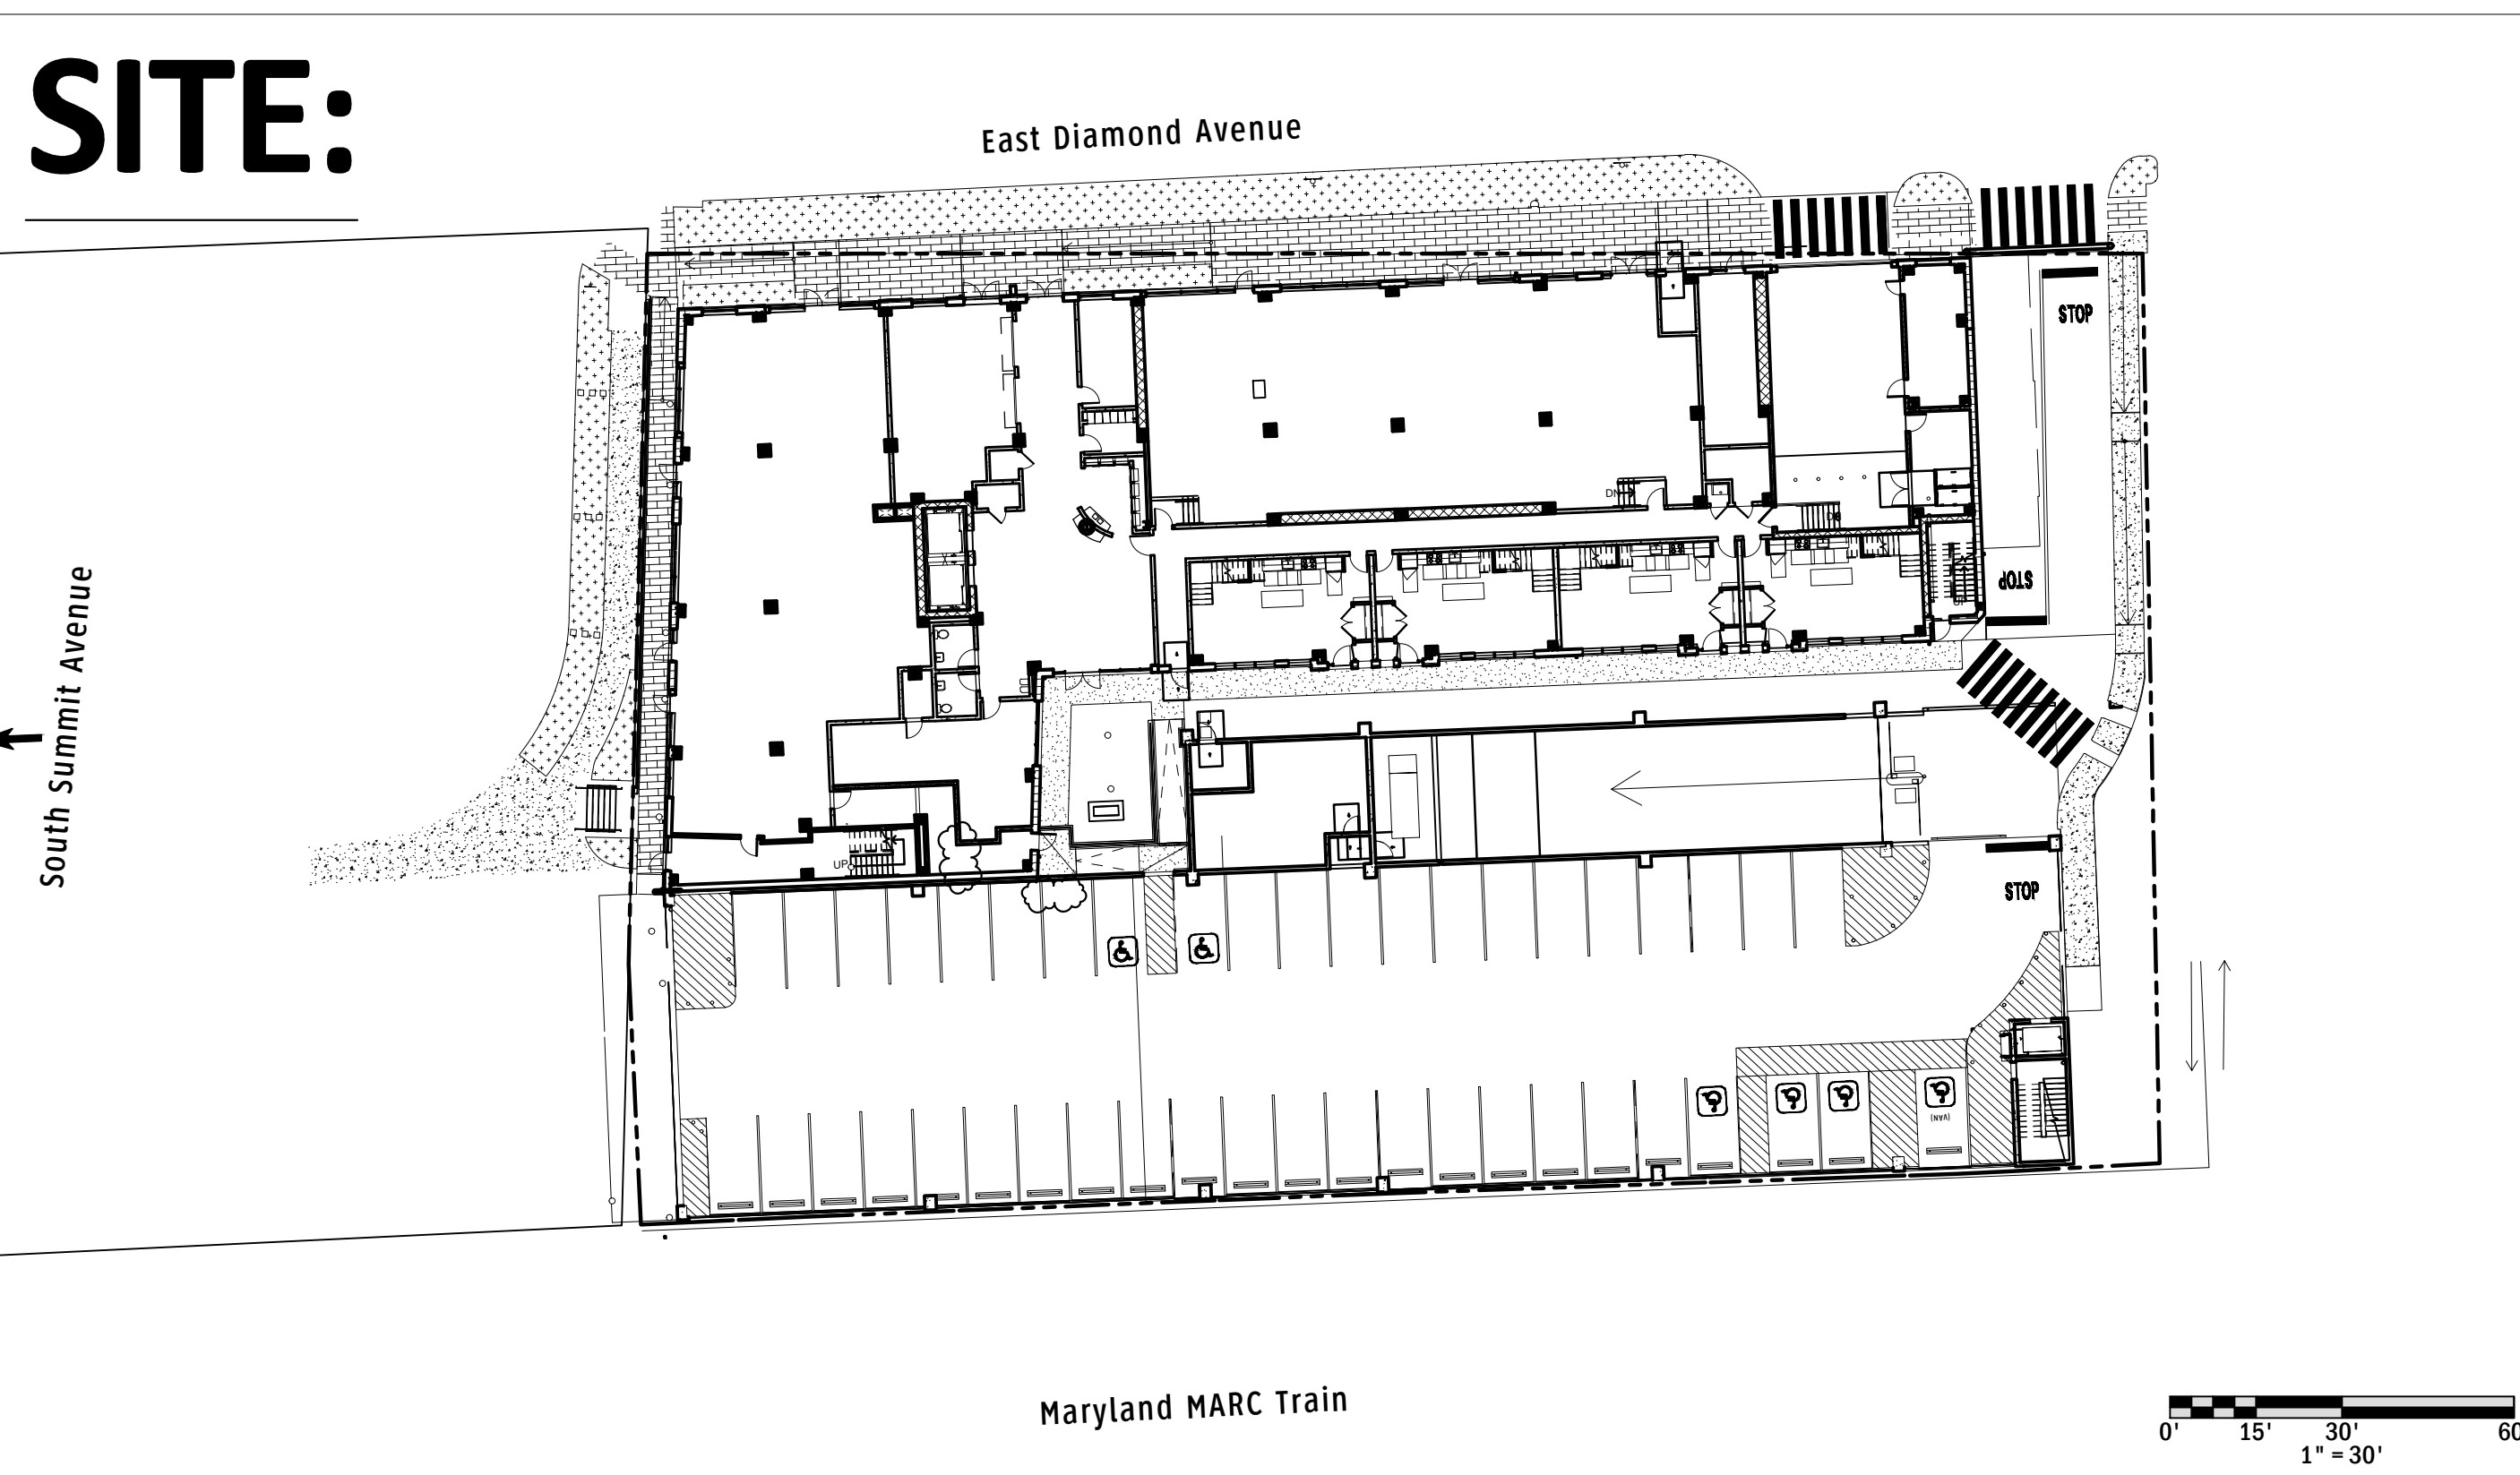 SITE:
East Diamond Avenue
STOP
DN
STOP
South Summit Avenue
UP
STOP
(VAN)
Maryland MARC Train
0' 15' 30' 60
1" = 30'